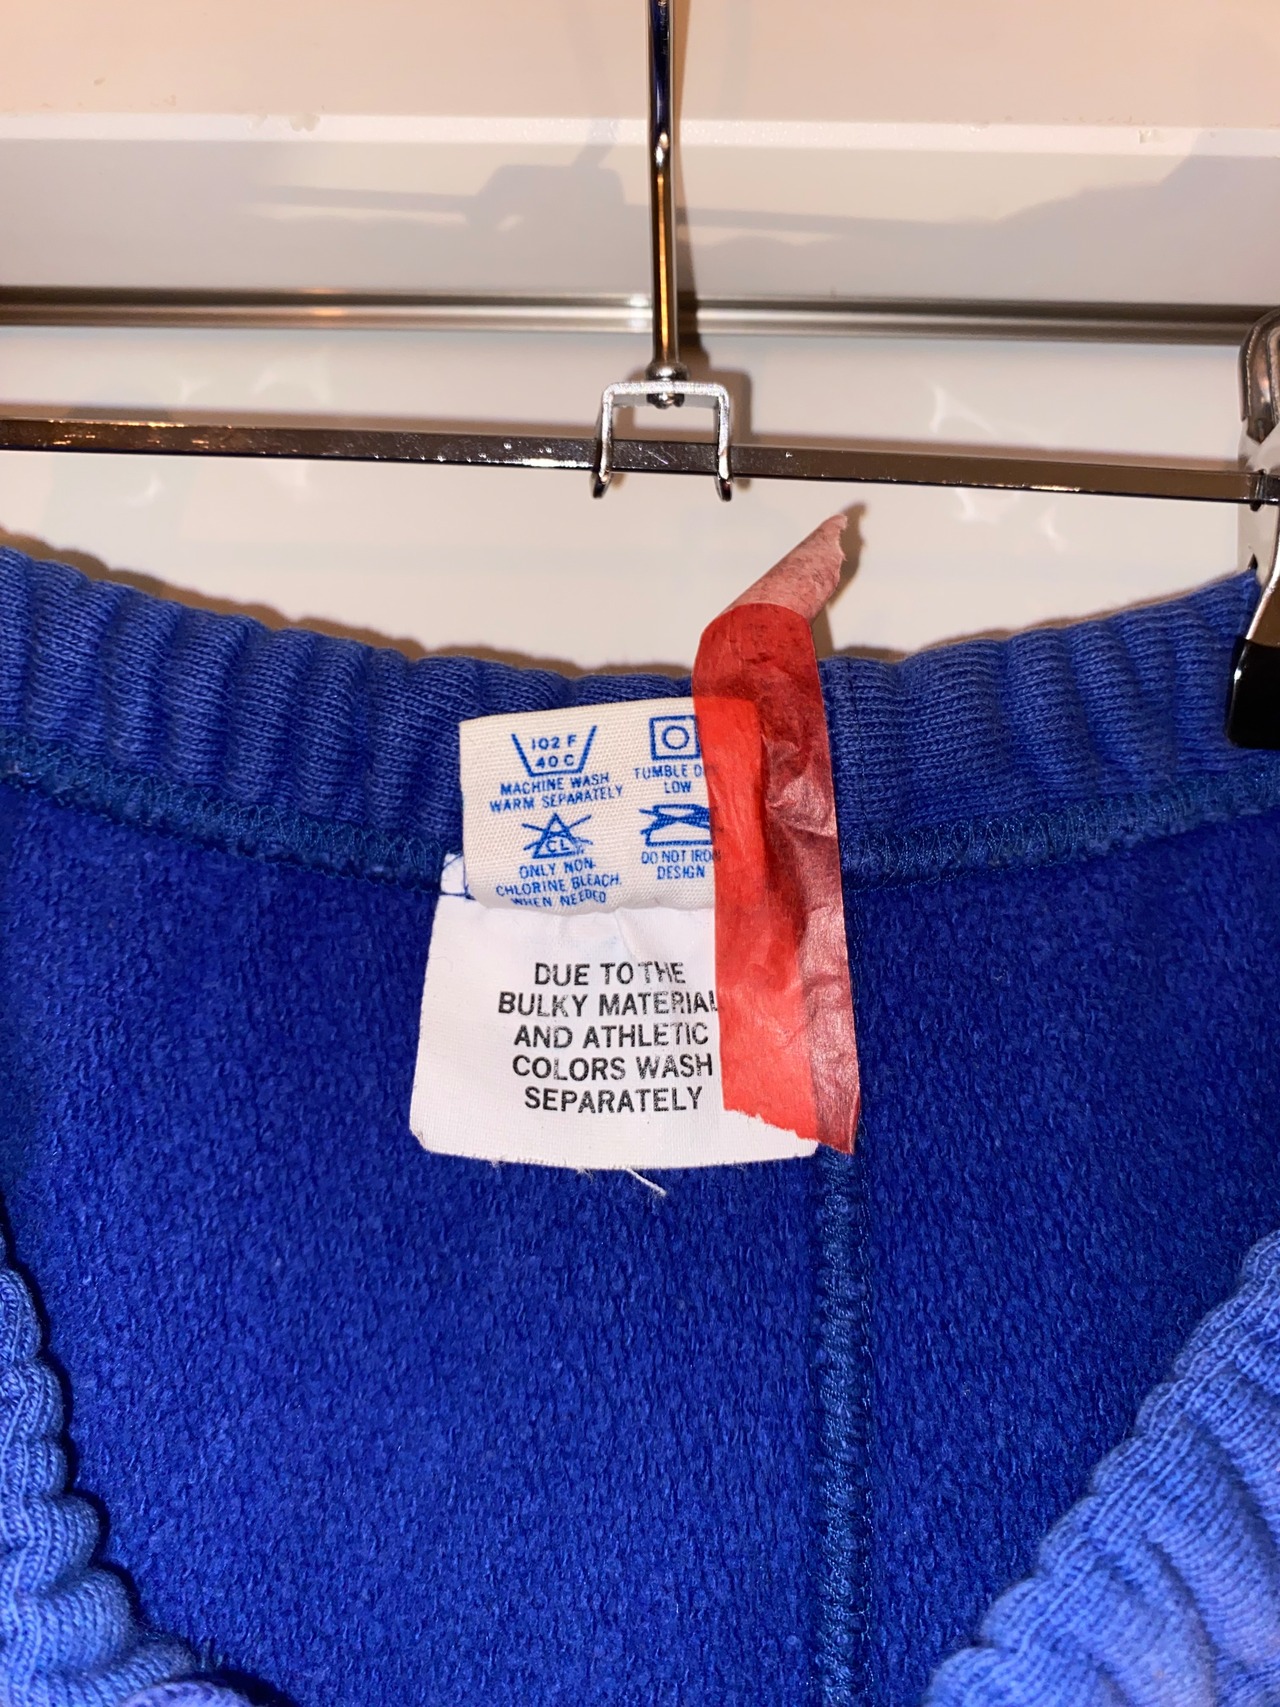 102 F
40 C
MACHINE WASH
WARM SEPARATELY
TUMBLE D
LOW
CL
ONLY NON-
CHLORINE BLEACH
WHEN NEEDED
DO NOT IRON
DESIGN
DUE TO THE
BULKY MATERIAL
AND ATHLETIC
COLORS WASH
SEPARATELY